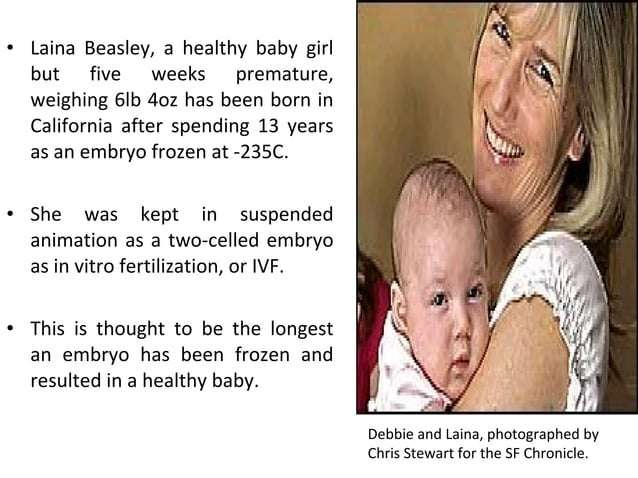 • Laina Beasley, a healthy baby girl
but five weeks premature,
weighing 6lb 4oz has been born in
California after spending 13 years
as an embryo frozen at -235C.
• She was kept in suspended
animation as a two-celled embryo
as in vitro fertilization, or IVF.
• This is thought to be the longest
an embryo has been frozen and
resulted in a healthy baby.
Debbie and Laina, photographed by
Chris Stewart for the SF Chronicle.